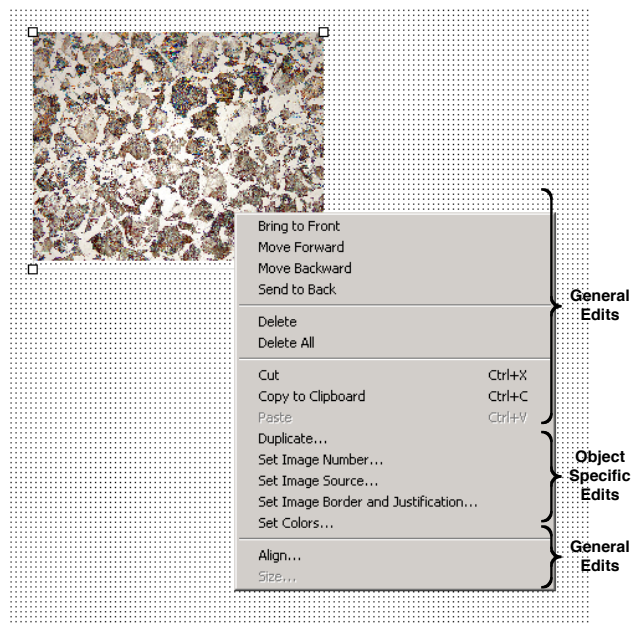 Bring to Front
Move Forward
Move Backward
Send to Back
General
Edits
Delete
Delete All
Cut Ctrl+X
Copy to Clipboard Ctrl+C
Paste Ctrl+V
Duplicate...
Set Image Number...
Set Image Source...
Set Image Border and Justification...
Set Colors...
Object
Specific
Edits
Align...
Size...
General
Edits